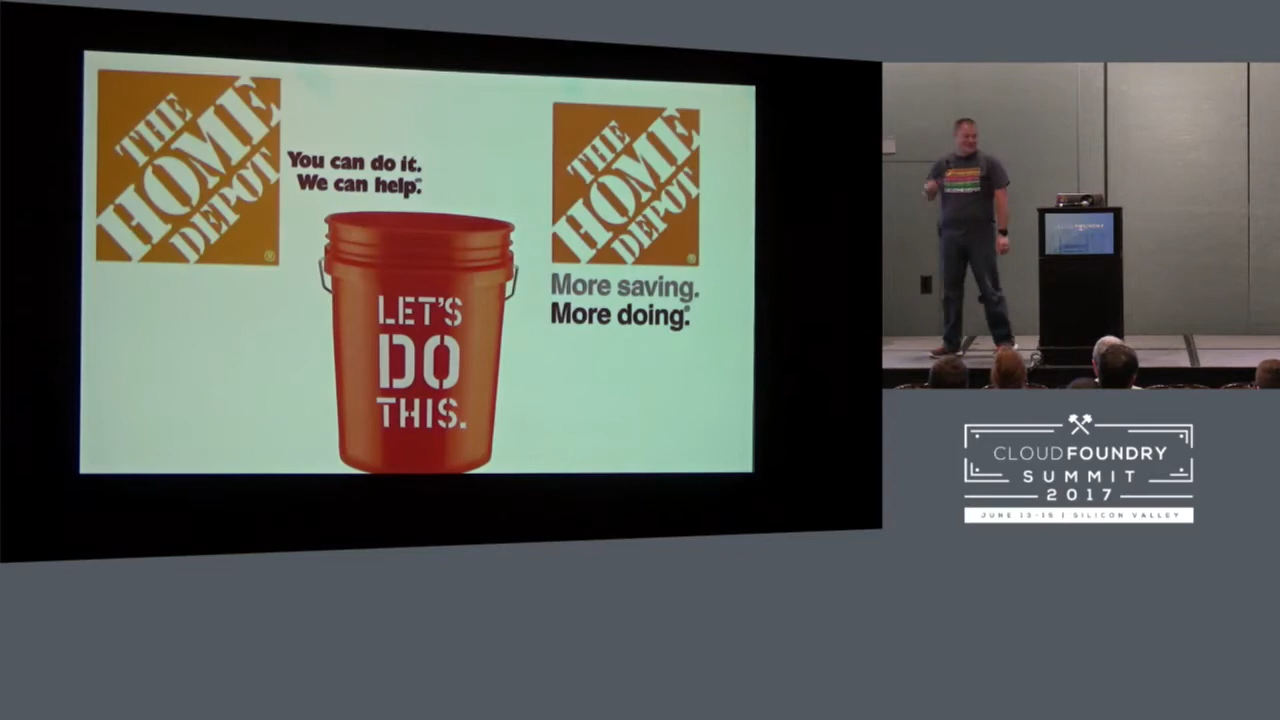 THE
HOME
DEPOT
®
You can do it.
We can help.®
LET'S
DO
THIS.
THE
HOME
DEPOT
®
More saving.
More doing.®
CLOUD FOUNDRY
SUMMIT
2017
JUNE 13-15 | SILICON VALLEY